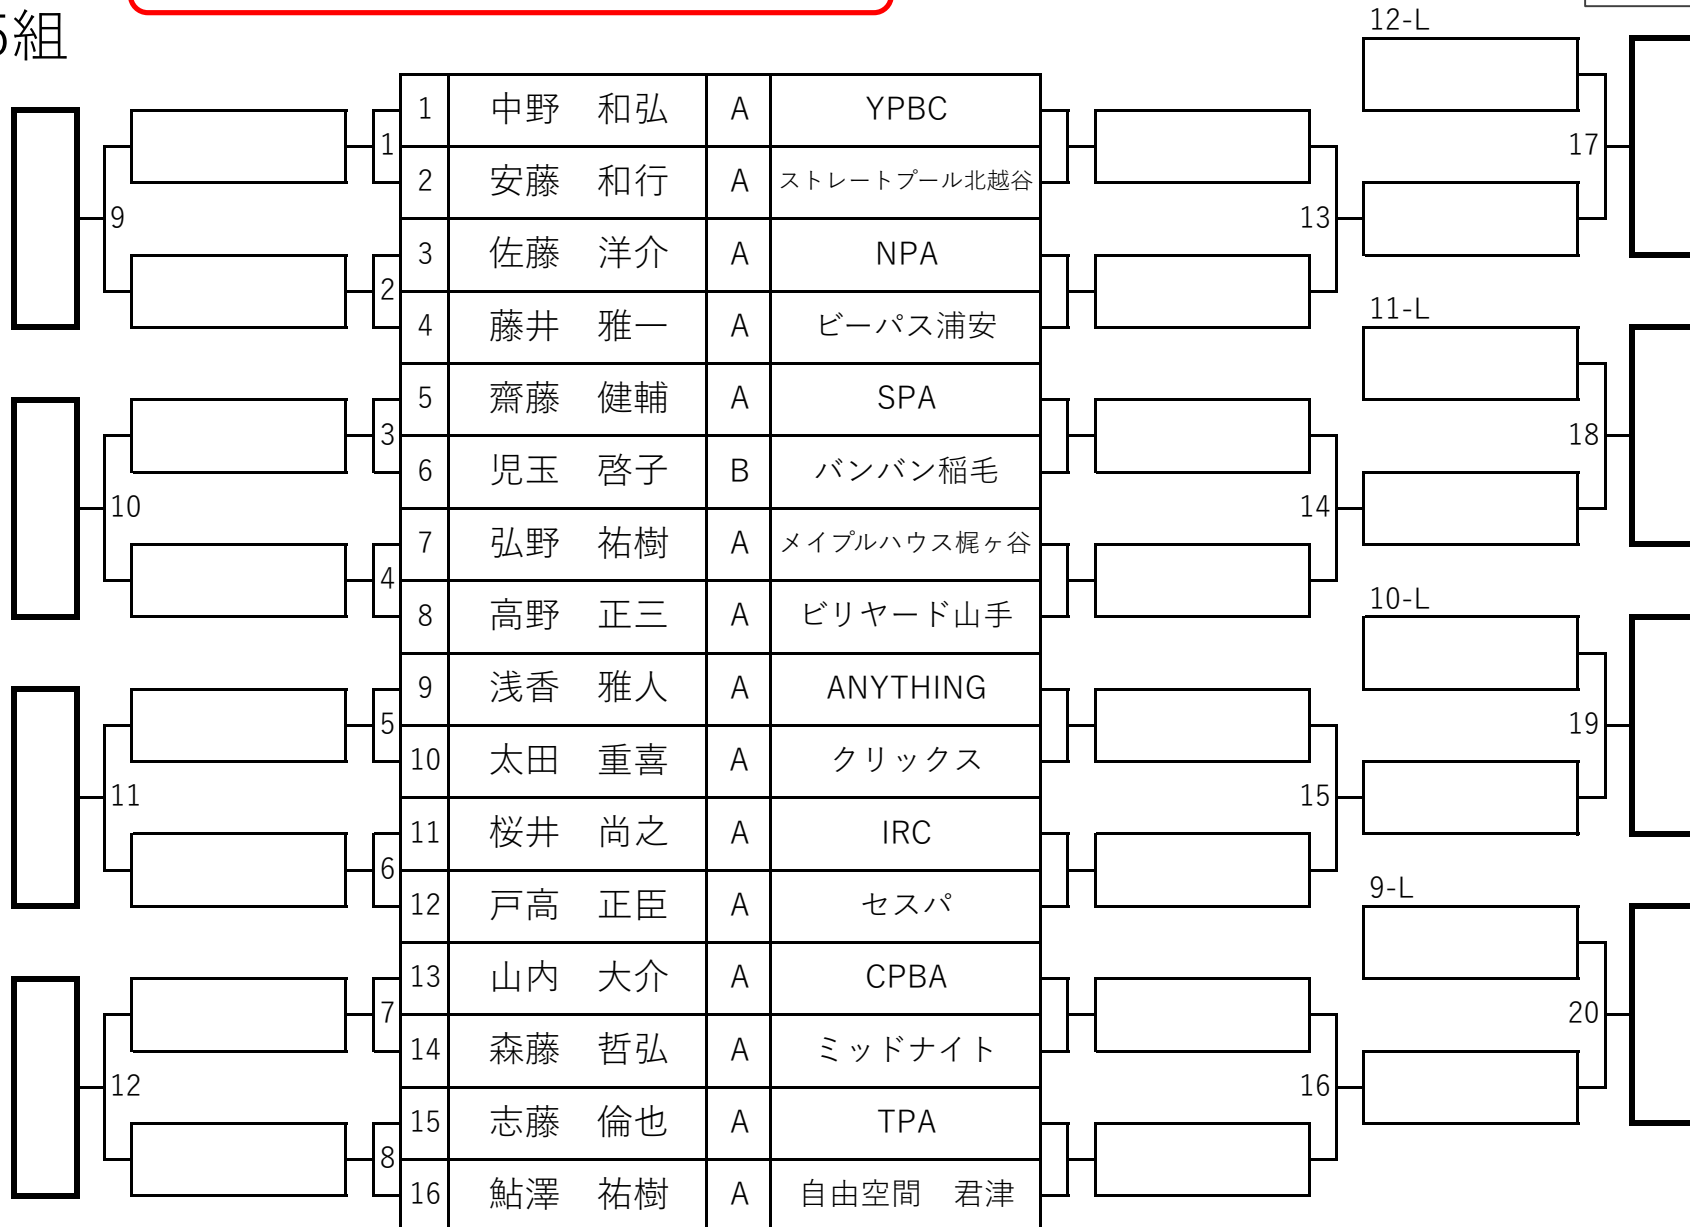 5組
12-L
1 中野 和弘 A YPBC
1
17
2 安藤 和行 A ストレートプール北越谷
9
13
3 佐藤 洋介 A NPA
2
11-L
4 藤井 雅一 A ビーパス浦安
5 齋藤 健輔 A SPA
3
18
6 児玉 啓子 B バンバン稲毛
10
14
7 弘野 祐樹 A メイプルハウス梶ヶ谷
4
10-L
8 高野 正三 A ビリヤード山手
9 浅香 雅人 A ANYTHING
5
19
10 太田 重喜 A クリックス
11
15
11 桜井 尚之 A IRC
6
9-L
12 戸高 正臣 A セスパ
13 山内 大介 A CPBA
7
20
14 森藤 哲弘 A ミッドナイト
12
16
15 志藤 倫也 A TPA
8
16 鮎澤 祐樹 A 自由空間 君津